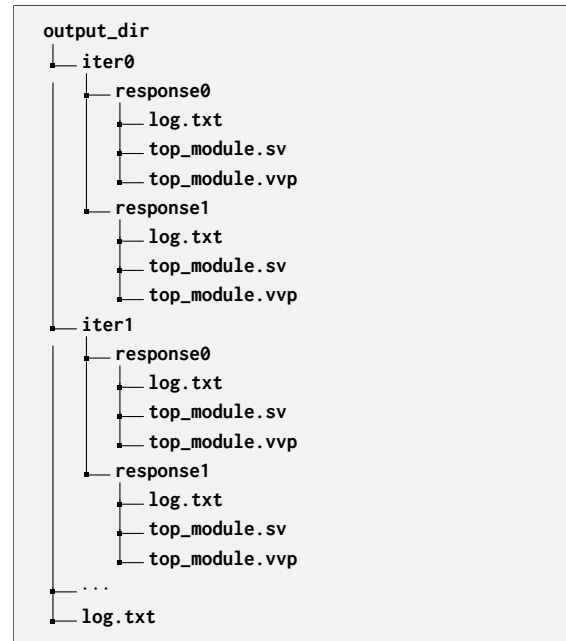 output_dir
iter0
response0
log.txt
top_module.sv
top_module.vvp
response1
log.txt
top_module.sv
top_module.vvp
iter1
response0
log.txt
top_module.sv
top_module.vvp
response1
log.txt
top_module.sv
top_module.vvp
...
log.txt